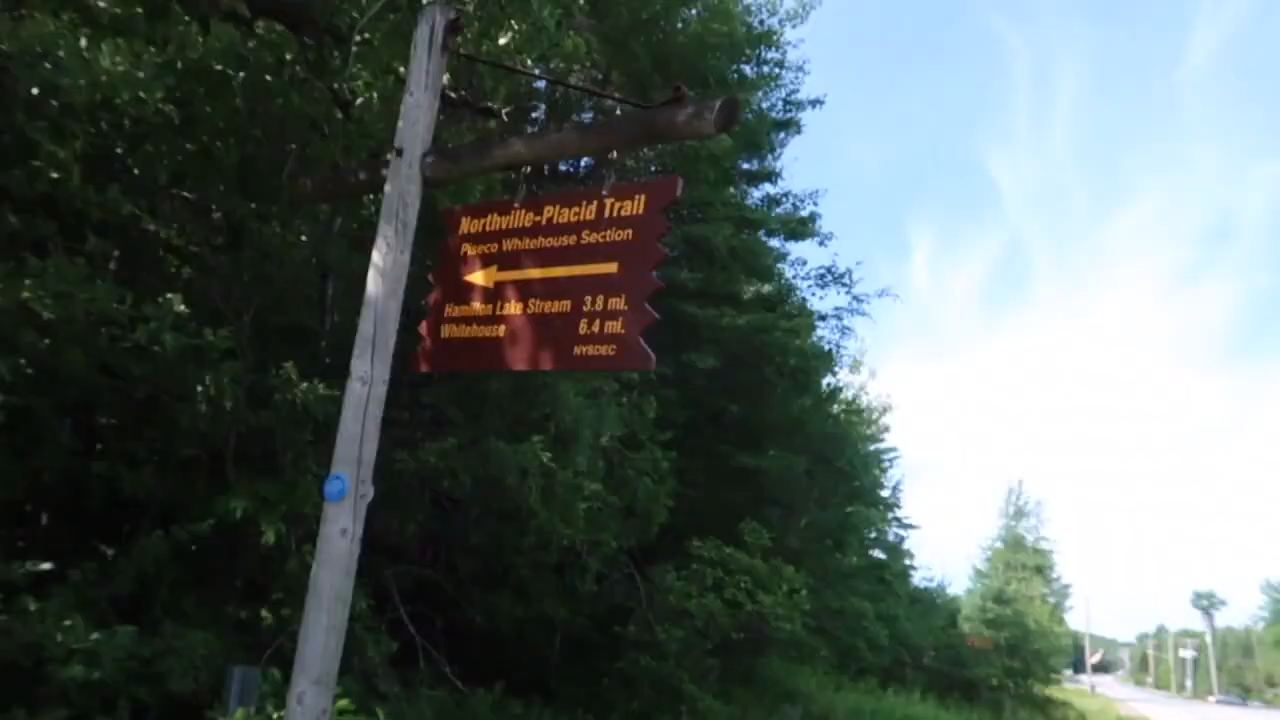 Northville-Placid Trail
Piseco Whitehouse Section
Hamilton Lake Stream 3.8 mi.
Whitehouse 6.4 mi.
NYSDEC